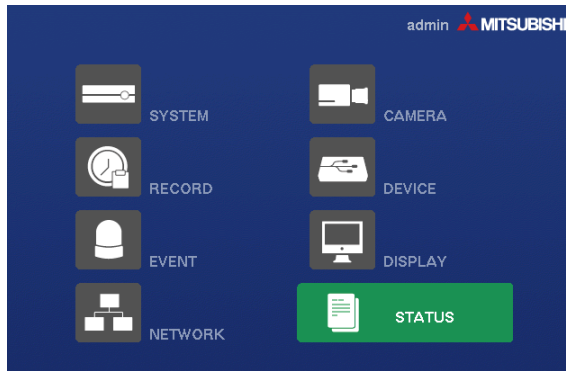 admin MITSUBISHI
SYSTEM
CAMERA
RECORD
DEVICE
EVENT
DISPLAY
NETWORK
STATUS